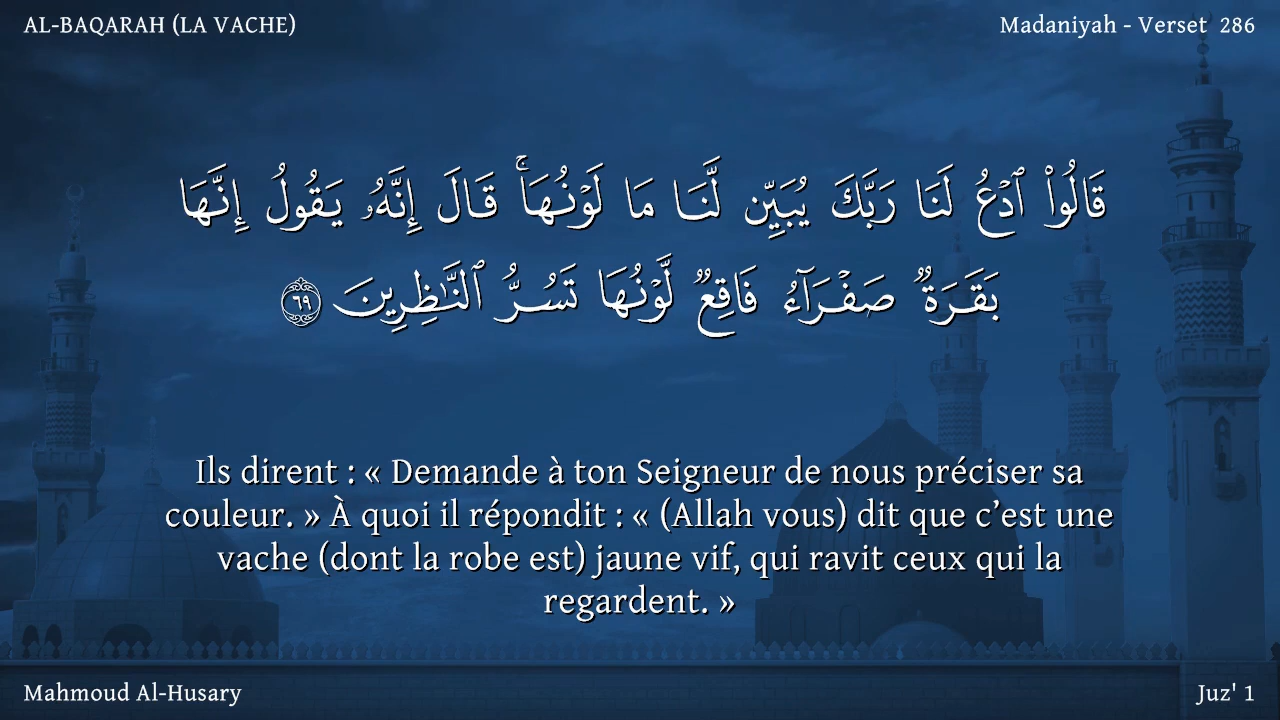 AL-BAQARAH (LA VACHE)
Madaniyah - Verset 286
قَالُوا۟ ٱدْعُ لَنَا رَبَّكَ يُبَيِّن لَّنَا مَا لَوْنُهَا ۚ قَالَ إِنَّهُۥ يَقُولُ إِنَّهَا
بَقَرَةٌ صَفْرَآءُ فَاقِعٌ لَّوْنُهَا تَسُرُّ ٱلنَّـٰظِرِينَ ٦٩
Ils dirent : « Demande à ton Seigneur de nous préciser sa
couleur. » À quoi il répondit : « (Allah vous) dit que c’est une
vache (dont la robe est) jaune vif, qui ravit ceux qui la
regardent. »
Mahmoud Al-Husary
Juz' 1